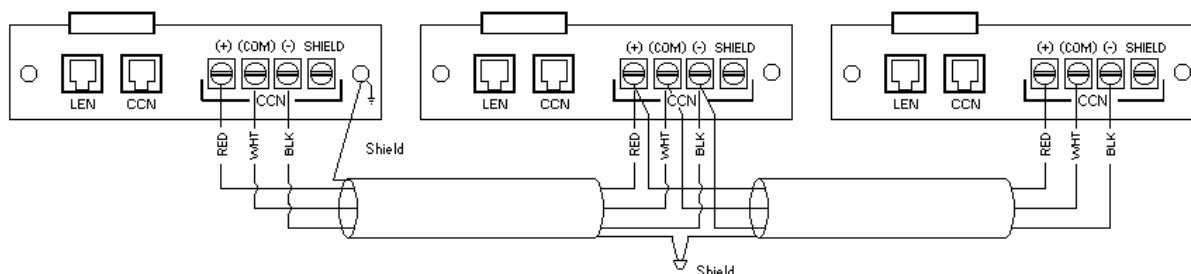 (+) (COM) (-) SHIELD
LEN CCN
CCN
RED WHT BLK
Shield
(+) (COM) (-) SHIELD
LEN CCN
CCN
RED WHT BLK
Shield
(+) (COM) (-) SHIELD
LEN CCN
CCN
RED WHT BLK